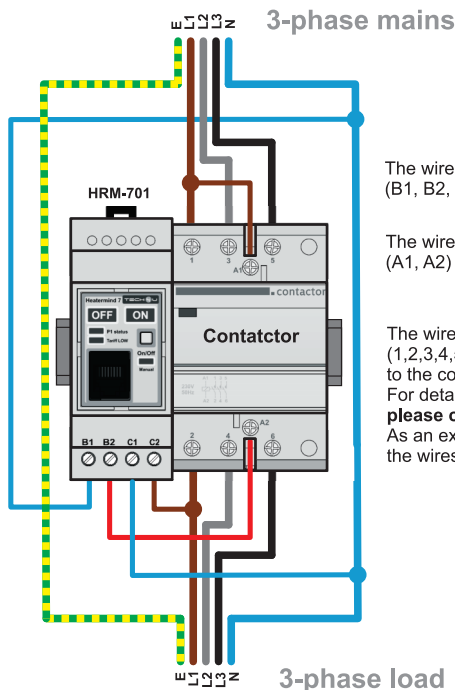 3-phase mains
E L1 L2 L3 N
HRM-701
The wire
(B1, B2,
The wire
(A1, A2)
1 3 5
A1
Heatermind 7 TECH4U
contactor
OFF ON
P1 status
Tariff LOW
On/Off
Manual
Contatctor
The wire
(1,2,3,4,
to the co
For deta
please c
As an ex
the wires
230V
50Hz
A2
B1 B2 C1 C2
2 4 6
E L1 L2 L3 N
3-phase load